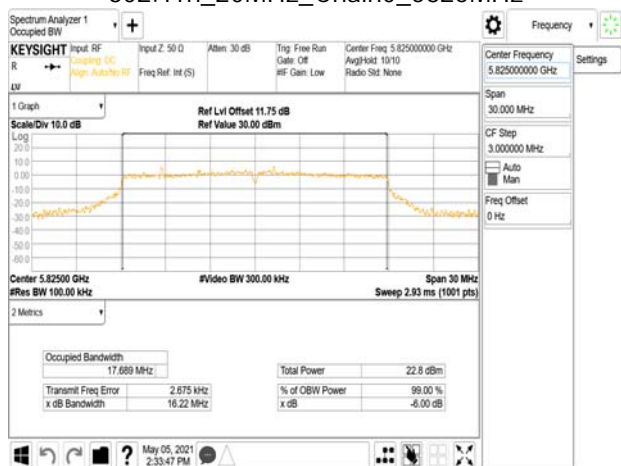 Spectrum Analyzer 1
Occupied BW
Frequency
KEYSIGHT
R
Input: RF
Coupling: DC
Align: Auto/No RF
Input Z: 50 Ω
Freq Ref: Int (S)
Atten: 30 dB
Trig: Free Run
Gate: Off
#IF Gain: Low
Center Freq: 5.825000000 GHz
Avg|Hold: 10/10
Radio Std: None
Center Frequency
5.825000000 GHz
Settings
Span
30.000 MHz
CF Step
3.000000 MHz
Auto
Man
Freq Offset
0 Hz
1 Graph
Scale/Div 10.0 dB
Ref Lvl Offset 11.75 dB
Ref Value 30.00 dBm
Log
20.0
10.0
0.00
-10.0
-20.0
-30.0
-40.0
-50.0
-60.0
Center 5.82500 GHz
#Res BW 100.00 kHz
#Video BW 300.00 kHz
Span 30 MHz
Sweep 2.93 ms (1001 pts)
2 Metrics
Occupied Bandwidth
17.689 MHz
Transmit Freq Error 2.675 kHz
x dB Bandwidth 16.22 MHz
Total Power 22.8 dBm
% of OBW Power 99.00 %
x dB -6.00 dB
May 05, 2021
2:33:47 PM